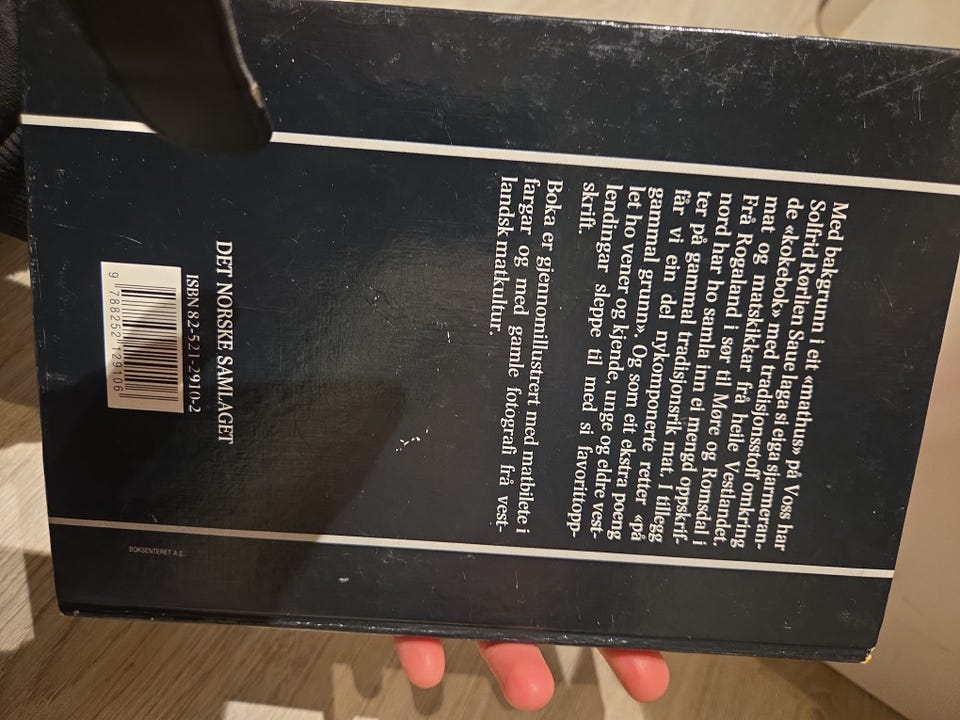 Med bakgrunn i ett «mathus» på Voss har
Solfrid Rørlien Saue laga si eiga sjarmeran-
de «kokebok» med tradisjonsstoff omkring
mat og matskikkar frå heile Vestlandet.
Frå Rogaland i sør til Møre og Romsdal i
nord har ho samla inn ei mengd oppskrif-
ter på gammal tradisjonsrik mat. I tillegg
får vi ein del nykomponerte retter «på
gammal grunn». Og som eit ekstra poeng
let ho vener og kjende, unge og eldre vest-
lendingar sleppe til med si favorittopp-
skrift.
Boka er gjennomillustrert med matbilete i
fargar og med gamle fotografi frå vest-
landsk matkultur.
DET NORSKE SAMLAGET
ISBN 82-521-2910-2
9 788252 129106
BOKSENTERET A.S.